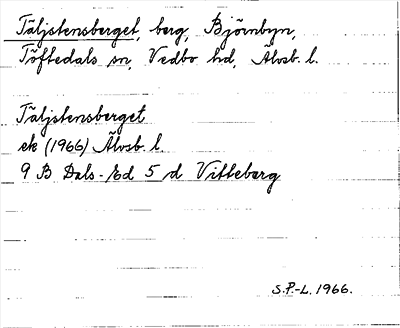 Täljstensberget, berg, Björnbyn,
Töftedals sn, Vedbo hd, Älvsb. l.
Täljstensberget
ek (1966) Älvsb. l.
9 B Dals-Ed 5 d Vitteberg
S.P.-L. 1966.